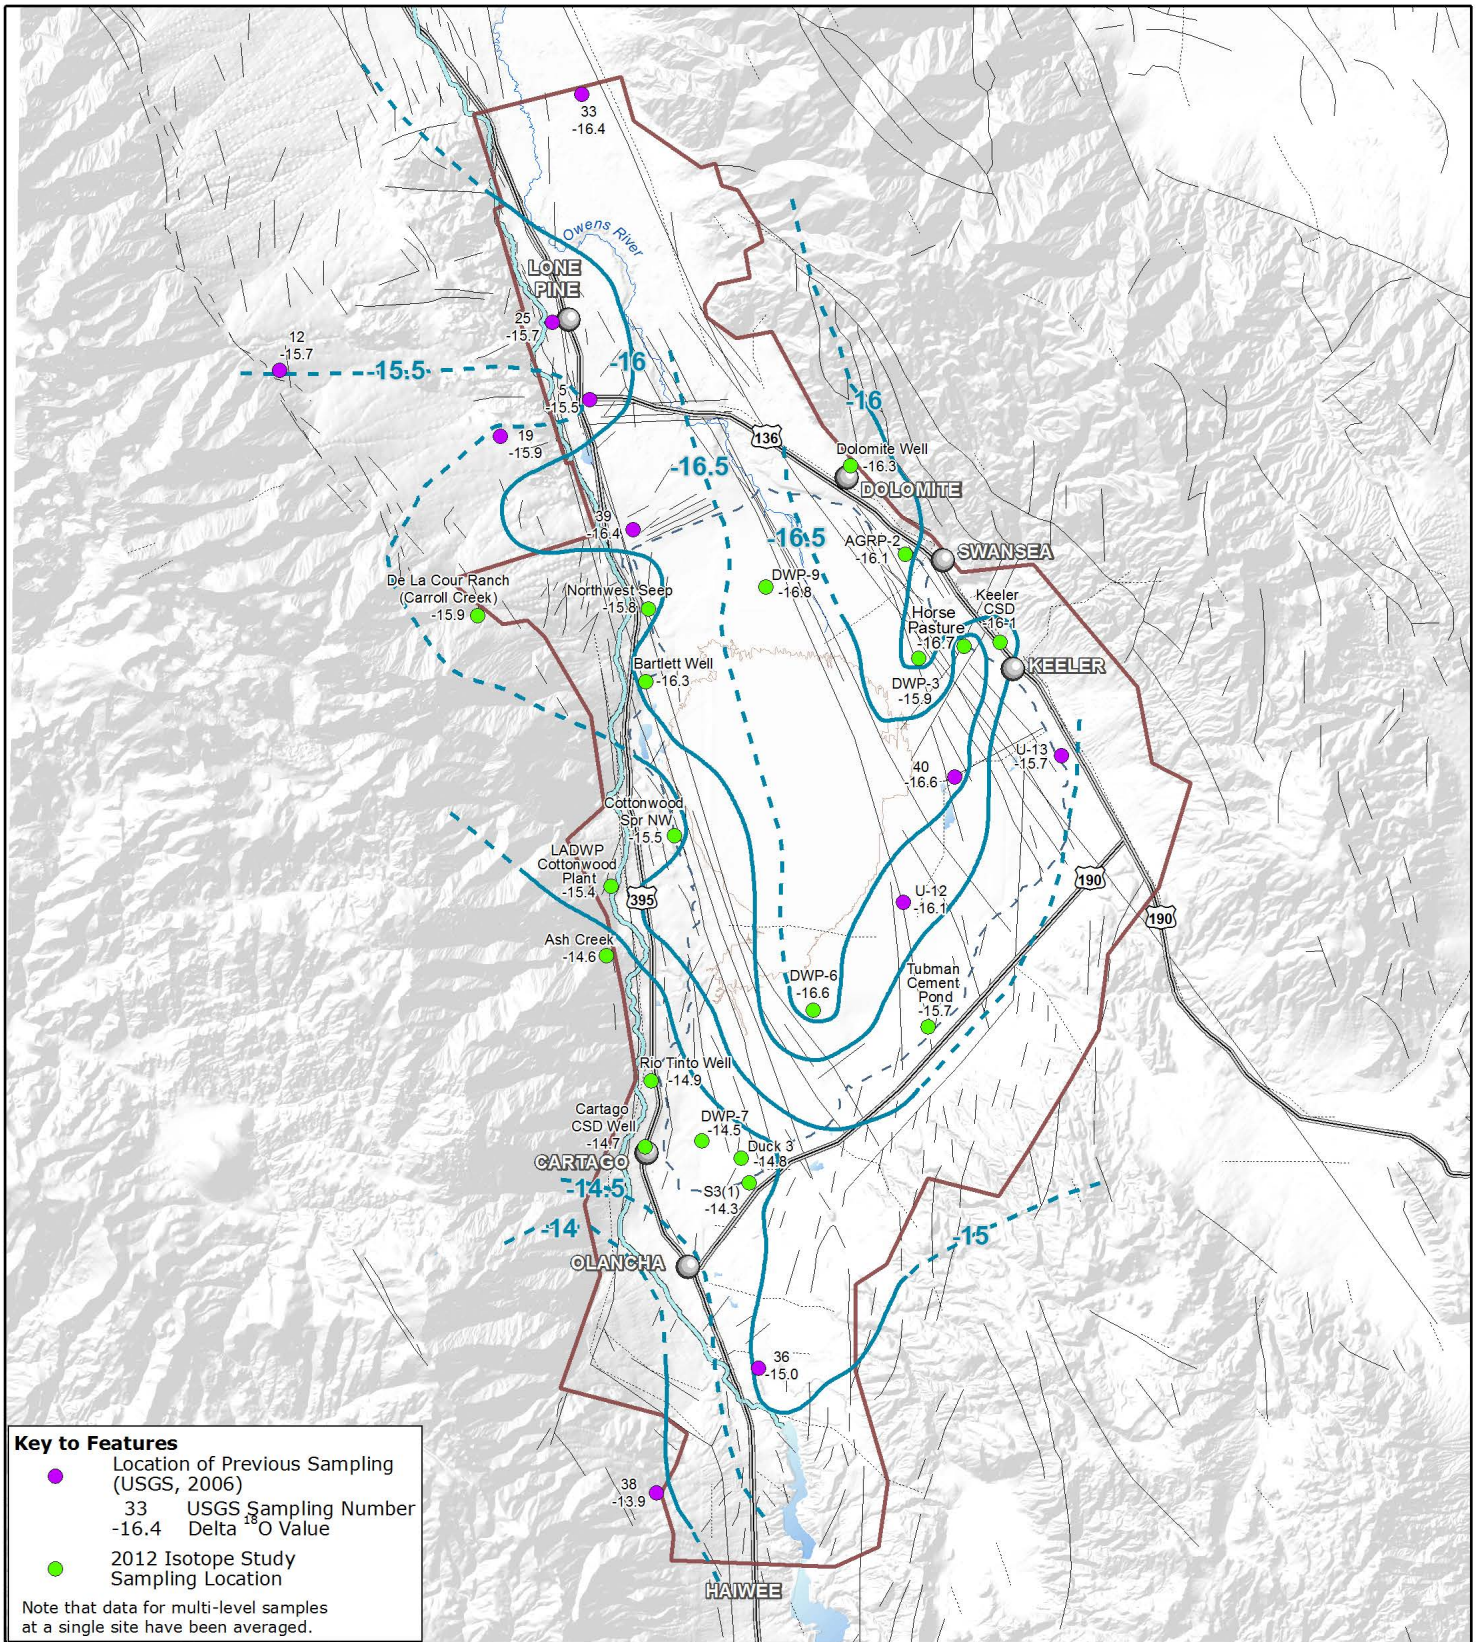 33
-16.4
Owens River
LONE
PINE
25
-15.7
12
-15.7
-15.5
-16
5
-15.5
-16
19
-15.9
136
-16.5
Dolomite Well
-16.3
DOLOMITE
39
-16.4
-16.5
AGRP-2
-16.1
SWANSEA
De La Cour Ranch
(Carroll Creek)
-15.9
Northwest Seep
-15.8
DWP-9
-16.8
Keeler
CSD
-16.1
Horse
Pasture
-16.7
Bartlett Well
-16.3
DWP-3
-15.9
KEELER
40
-16.6
U-13
-15.7
Cottonwood
Spr NW
-15.5
LADWP
Cottonwood
Plant
-15.4
395
U-12
-16.1
190
190
Ash Creek
-14.6
DWP-6
-16.6
Tubman
Cement
Pond
-15.7
Rio Tinto Well
-14.9
Cartago
CSD Well
-14.7
DWP-7
-14.5
Duck 3
-14.8
CARTAGO
-14.5
S3(1)
-14.3
-14
-15
OLANCHA
36
-15.0
38
-13.9
HAIWEE
Key to Features
Location of Previous Sampling
(USGS, 2006)
33 USGS Sampling Number
-16.4 Delta 18O Value
2012 Isotope Study
Sampling Location
Note that data for multi-level samples
at a single site have been averaged.